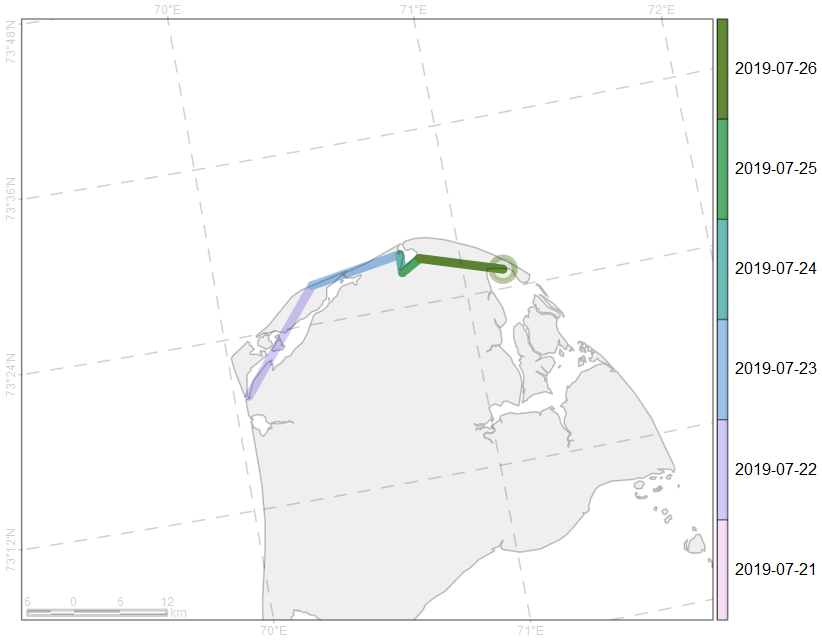 70°E 71°E 72°E
73°48'N
2019-07-26
2019-07-25
73°36'N
2019-07-24
73°24'N
2019-07-23
2019-07-22
73°12'N
2019-07-21
6 0 6 12
km
70°E 71°E